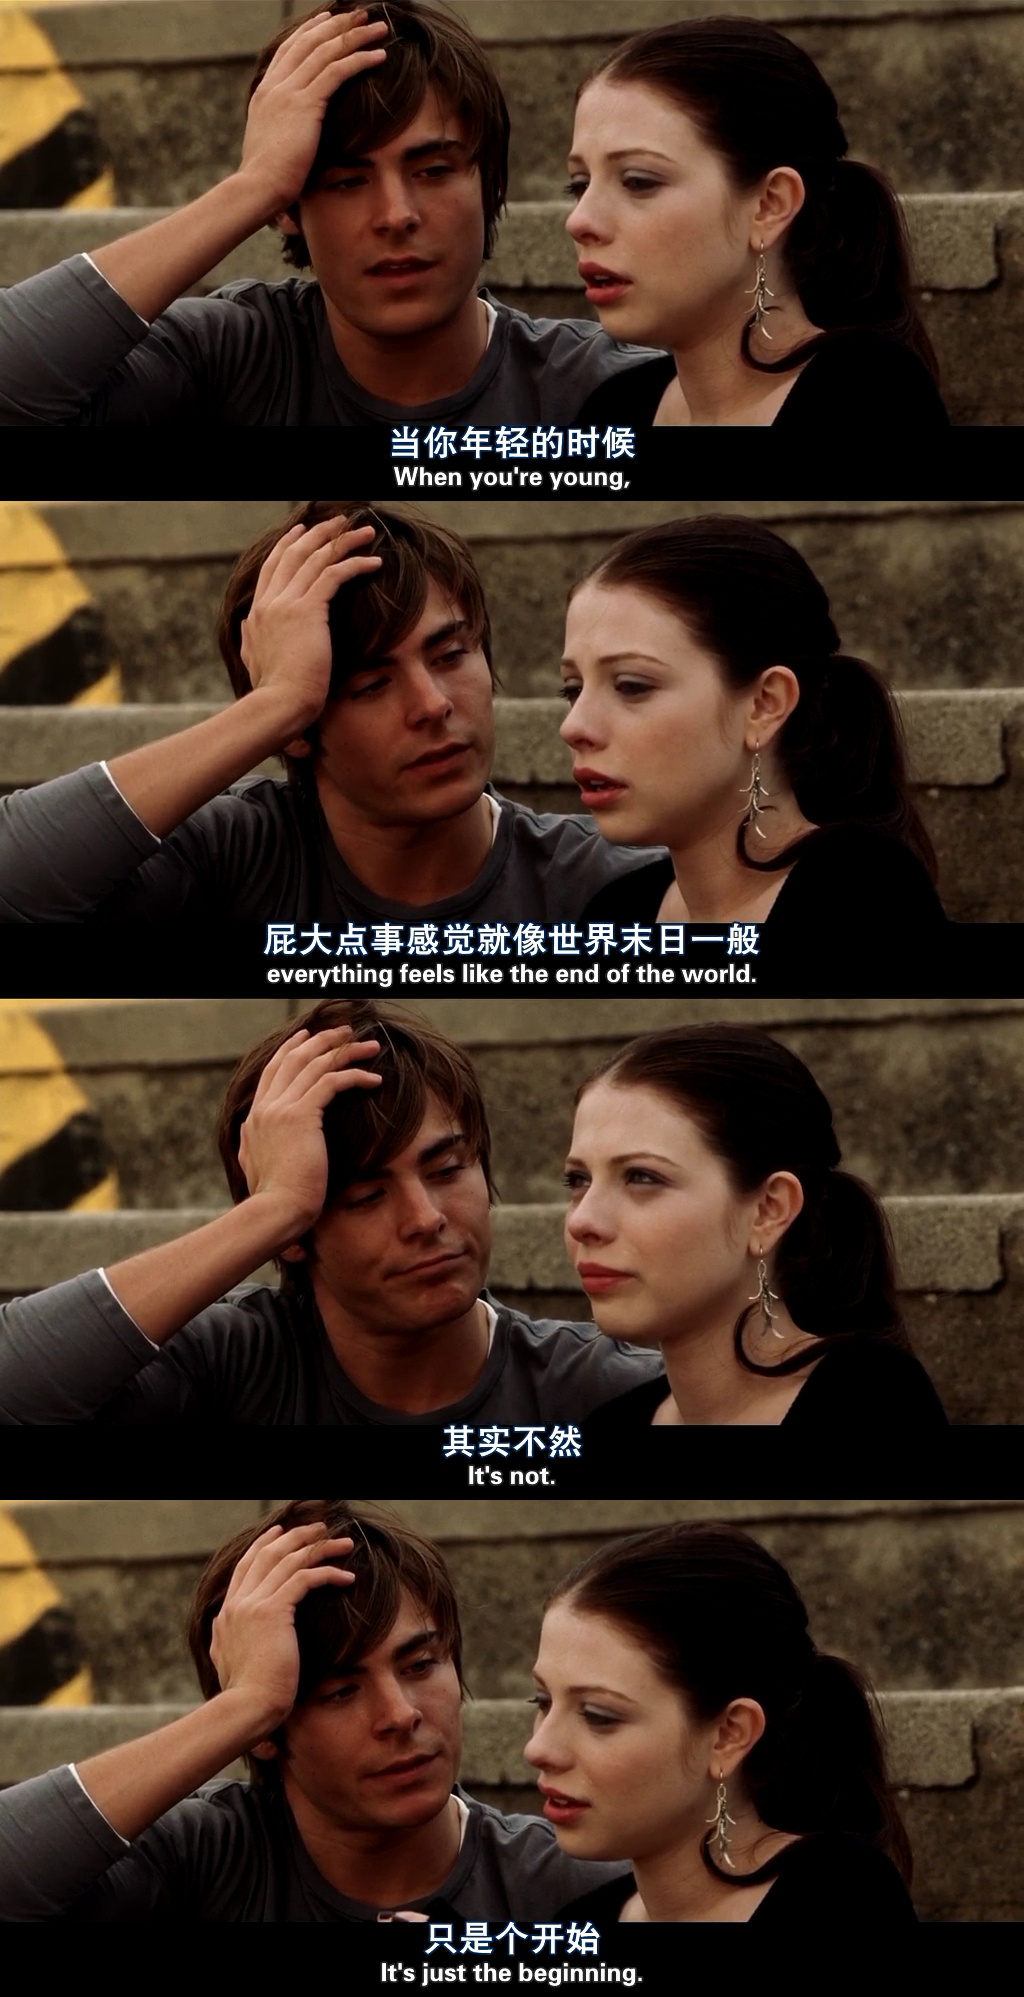 当你年轻的时候
When you're young,
屁大点事感觉就像世界末日一般
everything feels like the end of the world.
其实不然
It's not.
只是个开始
It's just the beginning.